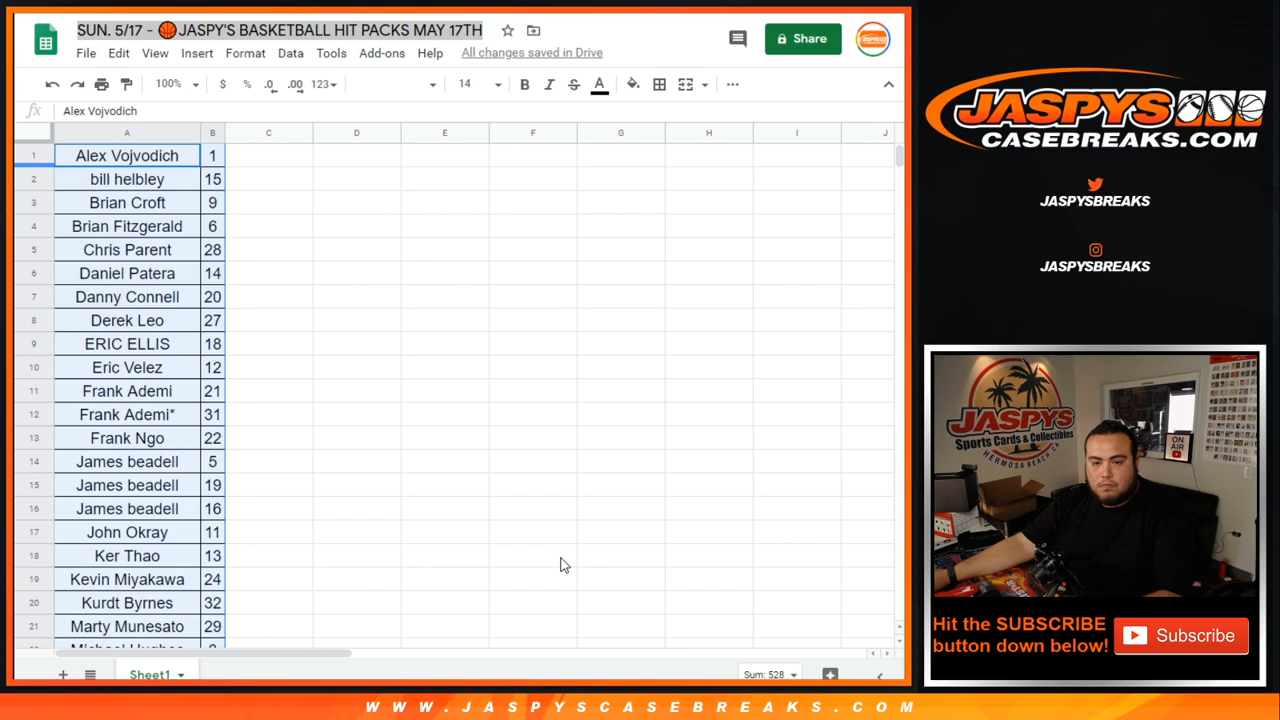 SUN. 5/17 - 🏀JASPY'S BASKETBALL HIT PACKS MAY 17TH
File Edit View Insert Format Data Tools Add-ons Help All changes saved in Drive
Share
100% $ % .0 .00 123 14 B I S A
fx Alex Vojvodich
A B C D E F G H I J
1 Alex Vojvodich 1
2 bill helbley 15
3 Brian Croft 9
4 Brian Fitzgerald 6
5 Chris Parent 28
6 Daniel Patera 14
7 Danny Connell 20
8 Derek Leo 27
9 ERIC ELLIS 18
10 Eric Velez 12
11 Frank Ademi 21
12 Frank Ademi* 31
13 Frank Ngo 22
14 James beadell 5
15 James beadell 19
16 James beadell 16
17 John Okray 11
18 Ker Thao 13
19 Kevin Miyakawa 24
20 Kurdt Byrnes 32
21 Marty Munesato 29
Sheet1
Sum: 528
JASPYS
CASEBREAKS.COM
JASPYSBREAKS
JASPYSBREAKS
JASPYS
Sports Cards & Collectibles
HERMOSA BEACH, CA
ON AIR
Hit the SUBSCRIBE
button down below!
Subscribe
WWW.JASPYSCASEBREAKS.COM